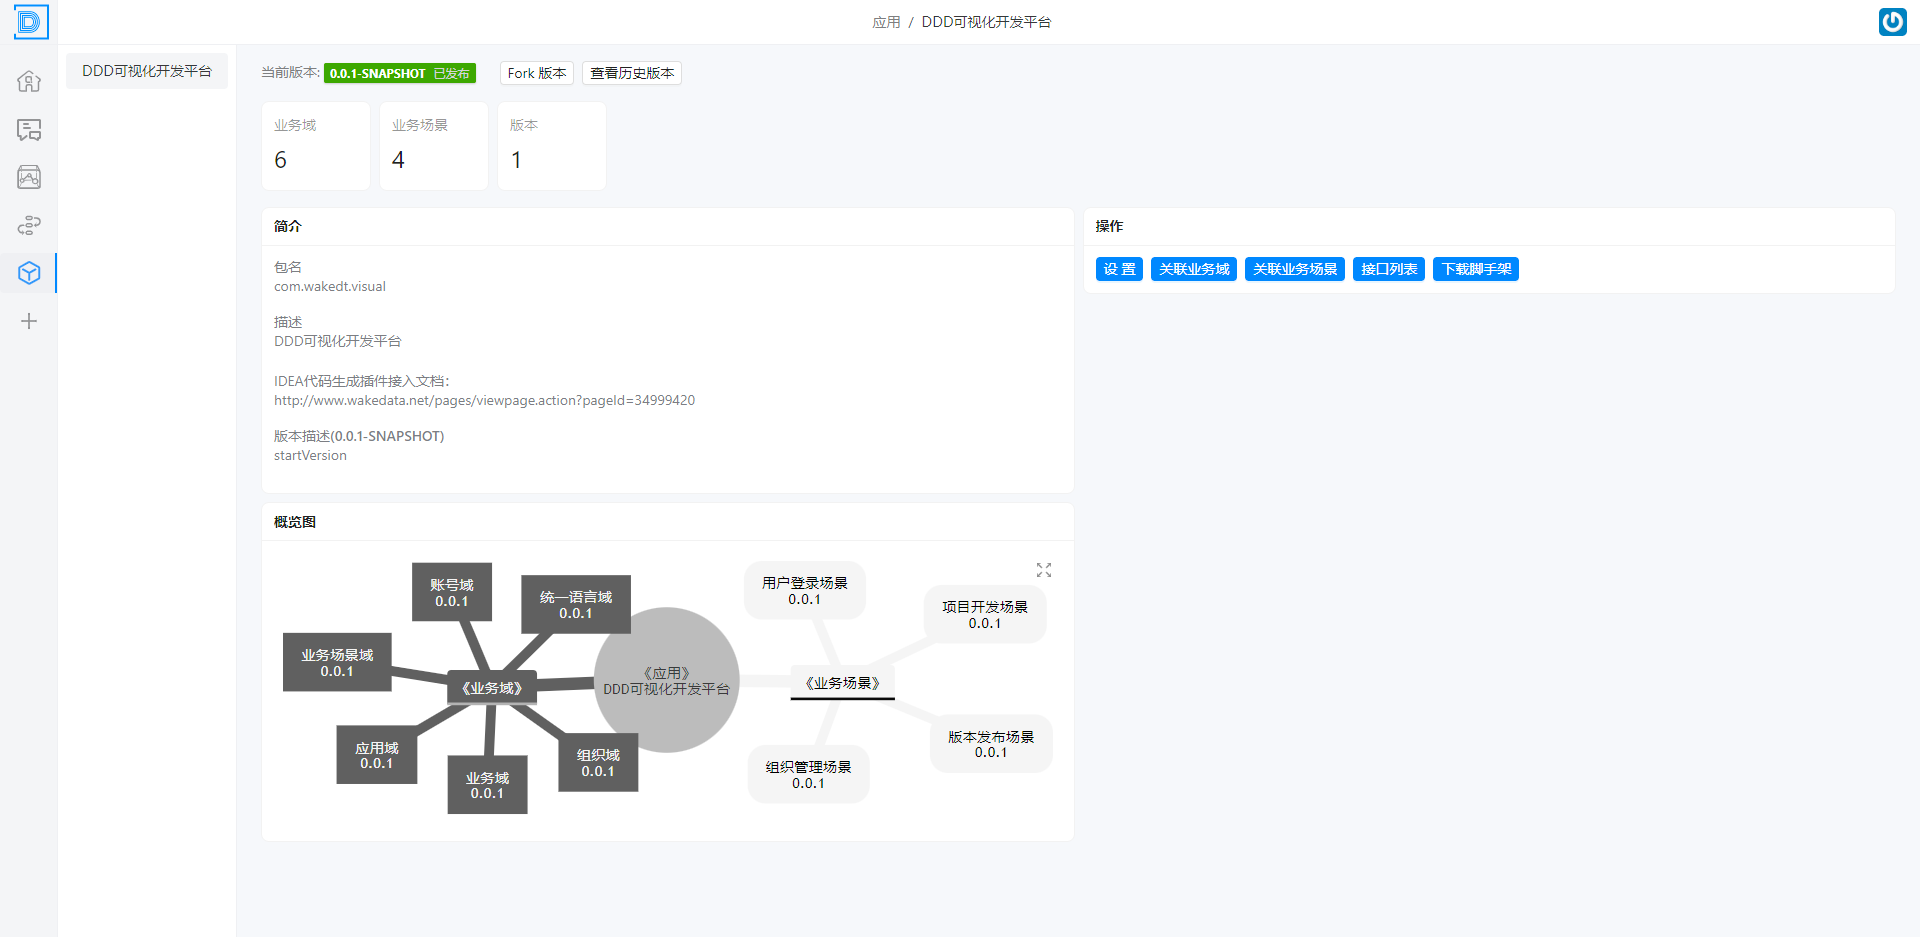 应用 / DDD可视化开发平台
DDD可视化开发平台
当前版本: 0.0.1-SNAPSHOT 已发布 Fork 版本 查看历史版本
业务域
6
业务场景
4
版本
1
简介
包名
com.wakedt.visual
描述
DDD可视化开发平台
IDEA代码生成插件接入文档：
http://www.wakedata.net/pages/viewpage.action?pageId=34999420
版本描述(0.0.1-SNAPSHOT)
startVersion
操作
设 置 关联业务域 关联业务场景 接口列表 下载脚手架
概览图
账号域
0.0.1
统一语言域
0.0.1
业务场景域
0.0.1
《业务域》
应用域
0.0.1
业务域
0.0.1
组织域
0.0.1
《应用》
DDD可视化开发平台
用户登录场景
0.0.1
项目开发场景
0.0.1
《业务场景》
版本发布场景
0.0.1
组织管理场景
0.0.1